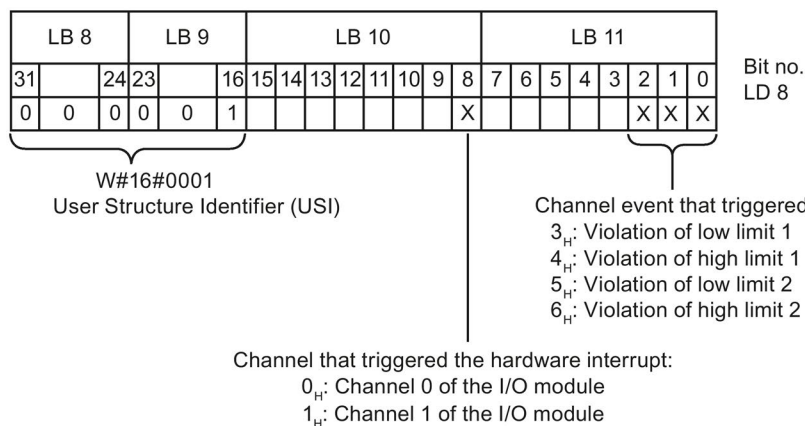 LB 8 LB 9 LB 10 LB 11
31 24 23 16 15 14 13 12 11 10 9 8 7 6 5 4 3 2 1 0 Bit no.
LD 8
0 0 0 0 0 1 X X X X
W#16#0001
User Structure Identifier (USI)
Channel event that triggered
3H: Violation of low limit 1
4H: Violation of high limit 1
5H: Violation of low limit 2
6H: Violation of high limit 2
Channel that triggered the hardware interrupt:
0H: Channel 0 of the I/O module
1H: Channel 1 of the I/O module